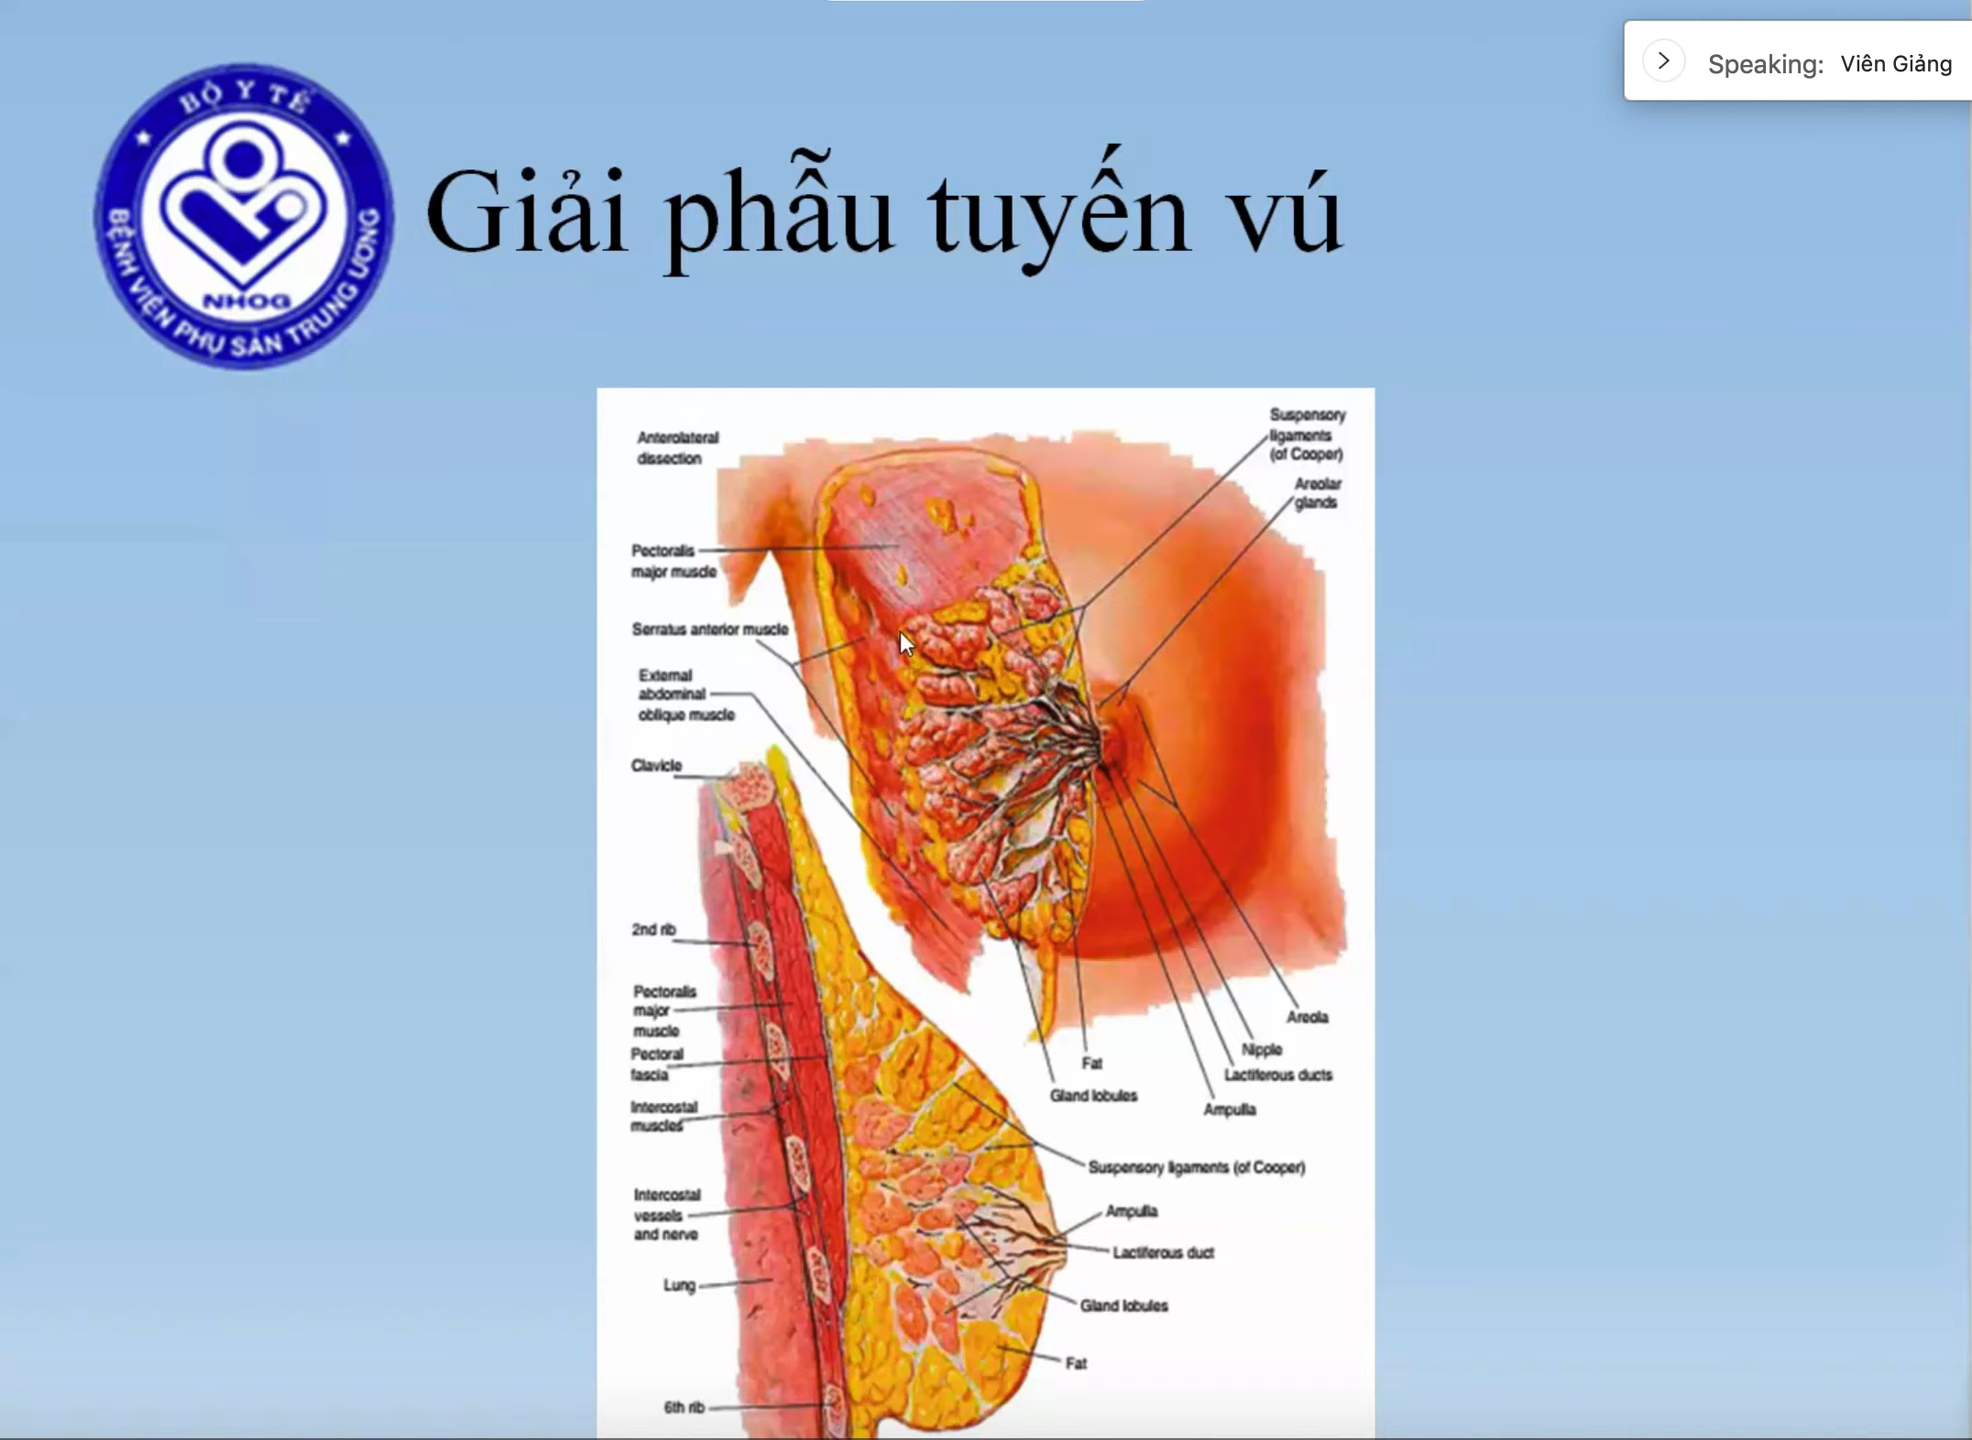 Speaking: Viên Giảng
BỘ Y TẾ
NHOG
BỆNH VIỆN PHỤ SẢN TRUNG ƯƠNG
Giải phẫu tuyến vú
Anterolateral
dissection
Suspensory
ligaments
(of Cooper)
Areolar
glands
Pectoralis
major muscle
Serratus anterior muscle
External
abdominal
oblique muscle
Clavicle
2nd rib
Pectoralis
major
muscle
Pectoral
fascia
Intercostal
muscles
Intercostal
vessels
and nerve
Lung
6th rib
Areola
Nipple
Lactiferous ducts
Ampulla
Fat
Gland lobules
Suspensory ligaments (of Cooper)
Ampulla
Lactiferous duct
Gland lobules
Fat